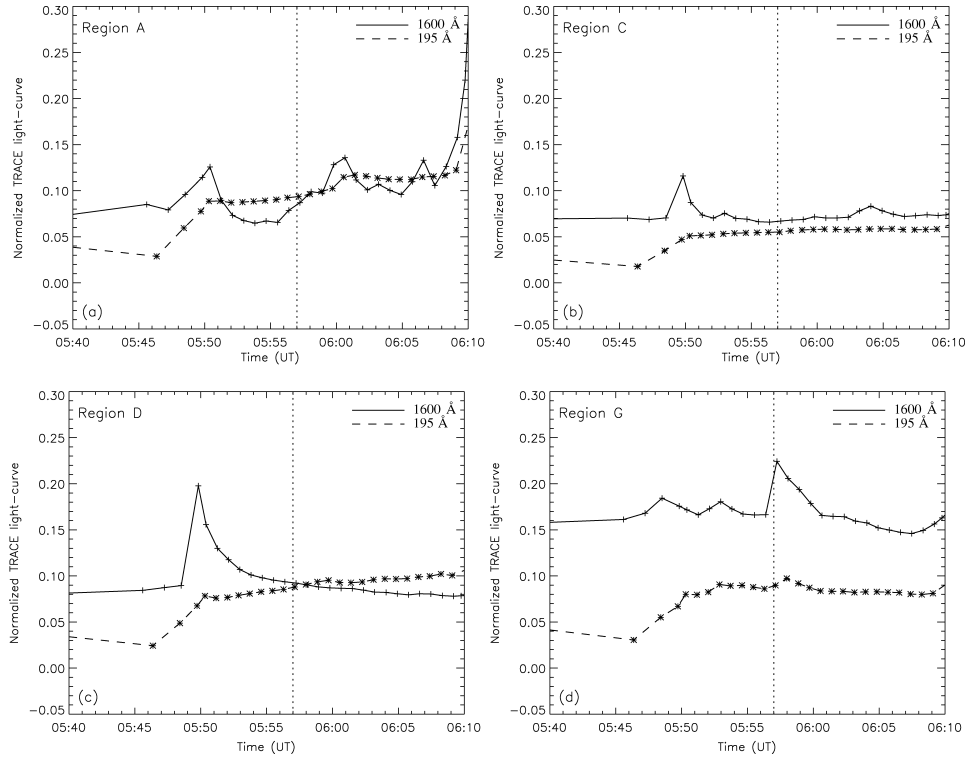 0.30
0.25
0.20
0.15
0.10
0.05
0.00
−0.05
Normalized TRACE light−curve
Region A
1600 Å
195 Å
(a)
05:40 05:45 05:50 05:55 06:00 06:05 06:10
Time (UT)
0.30
0.25
0.20
0.15
0.10
0.05
0.00
−0.05
Normalized TRACE light−curve
Region C
1600 Å
195 Å
(b)
05:40 05:45 05:50 05:55 06:00 06:05 06:10
Time (UT)
0.30
0.25
0.20
0.15
0.10
0.05
0.00
−0.05
Normalized TRACE light−curve
Region D
1600 Å
195 Å
(c)
05:40 05:45 05:50 05:55 06:00 06:05 06:10
Time (UT)
0.30
0.25
0.20
0.15
0.10
0.05
0.00
−0.05
Normalized TRACE light−curve
Region G
1600 Å
195 Å
(d)
05:40 05:45 05:50 05:55 06:00 06:05 06:10
Time (UT)